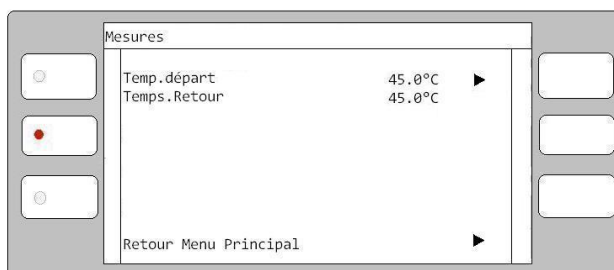 Mesures
Temp.départ 45.0°C ▶
Temps.Retour 45.0°C
Retour Menu Principal ▶